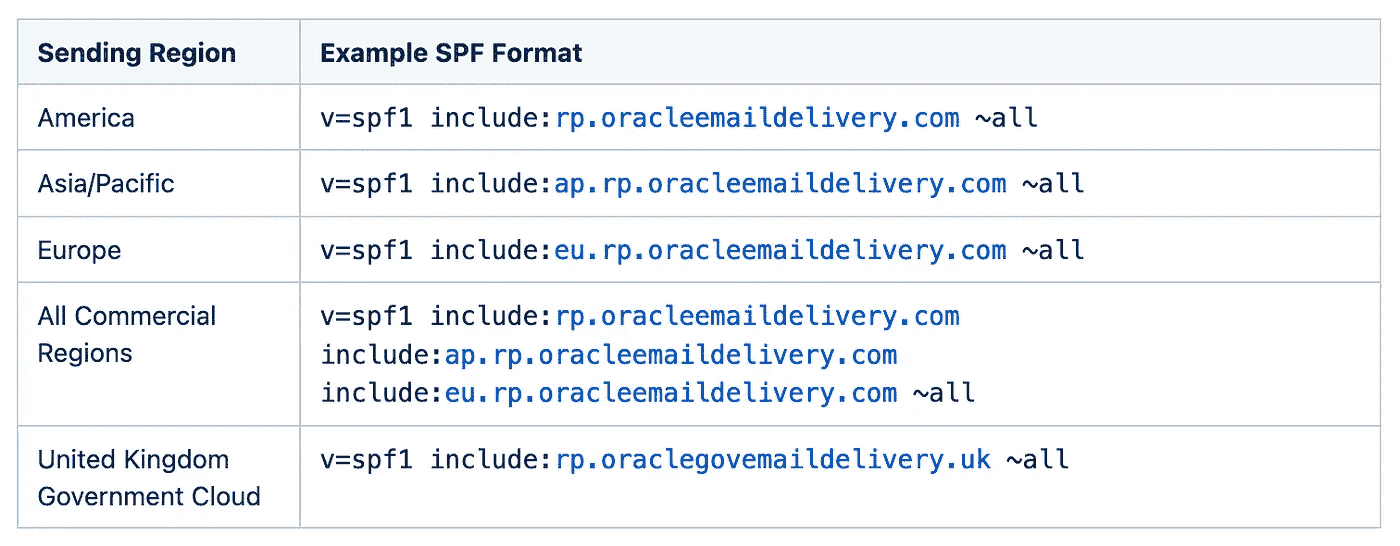 Sending Region Example SPF Format
America v=spf1 include:rp.oracleemaildelivery.com ~all
Asia/Pacific v=spf1 include:ap.rp.oracleemaildelivery.com ~all
Europe v=spf1 include:eu.rp.oracleemaildelivery.com ~all
All Commercial v=spf1 include:rp.oracleemaildelivery.com
Regions include:ap.rp.oracleemaildelivery.com
include:eu.rp.oracleemaildelivery.com ~all
United Kingdom v=spf1 include:rp.oraclegovemaildelivery.uk ~all
Government Cloud